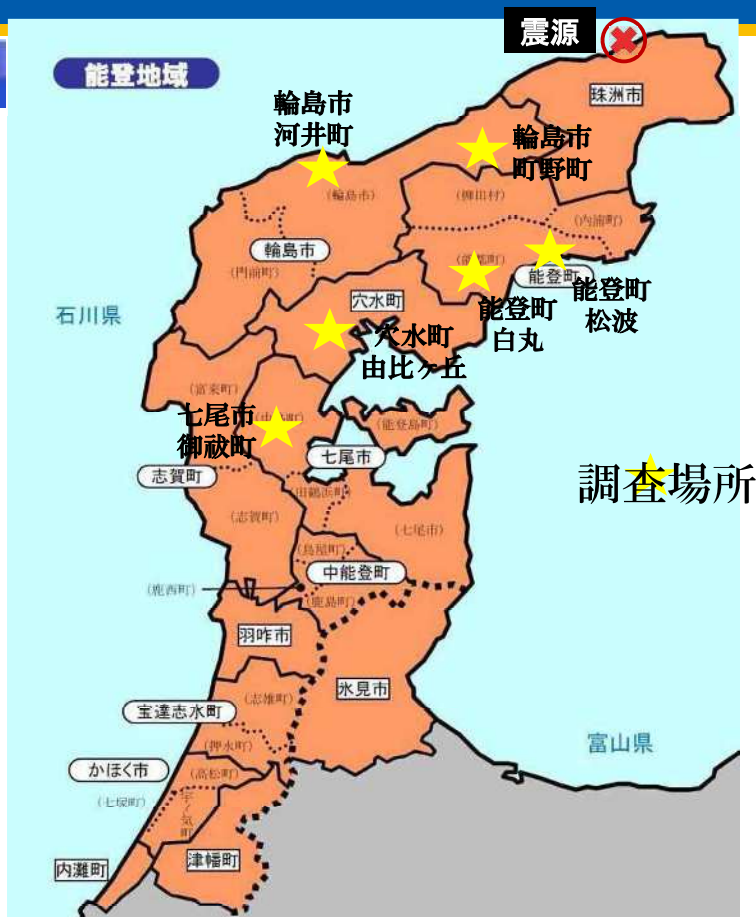 震源
能登地域
珠洲市
輪島市
河井町
輪島市
町野町
(輪島市)
(柳田村)
(内浦町)
輪島市
(門前町)
(能都町)
能登町
穴水町
石川県
能登町
白丸
能登町
松波
穴水町
由比ヶ丘
(富来町)
七尾市
御祓町
(中島町)
(能登島町)
七尾市
志賀町
調査場所
(田鶴浜町)
(志賀町)
(七尾市)
(鳥屋町)
中能登町
(鹿西町)
(鹿島町)
羽咋市
氷見市
(志雄町)
宝達志水町
(押水町)
富山県
かほく市
(高松町)
(七塚町)
(宇ノ気町)
津幡町
内灘町